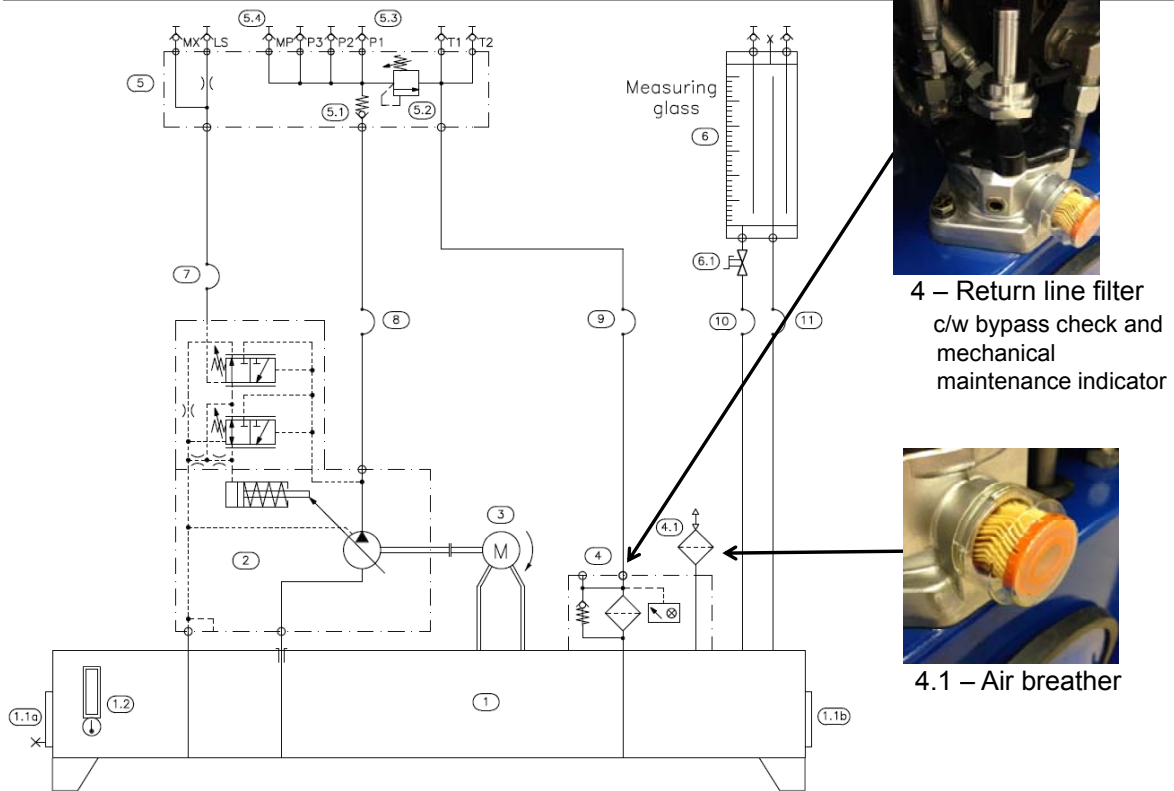 5.4
5.3
MX
LS
MP
P3
P2
P1
T1
T2
5
5.1
5.2
Measuring
glass
6
6.1
7
8
9
10
11
4 – Return line filter
c/w bypass check and
mechanical
maintenance indicator
3
M
2
4
4.1
4.1 – Air breather
1.1a
1.2
1
1.1b